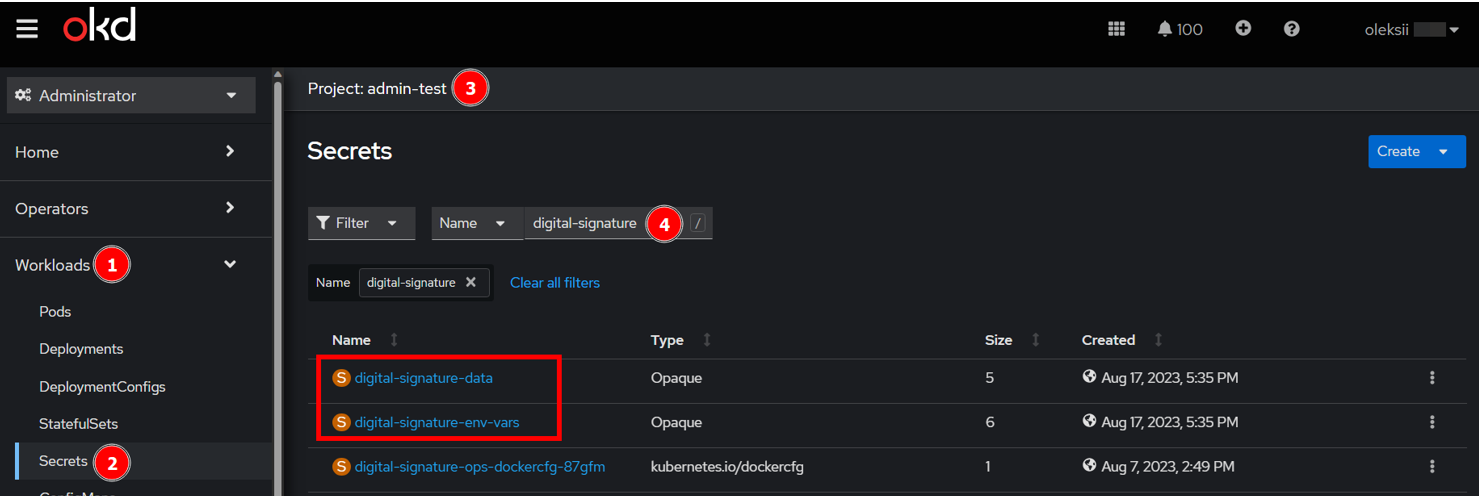 okd
100
oleksii
Administrator
Project: admin-test 3
Home
Secrets
Create
Operators
Filter Name digital-signature 4 /
Workloads 1
Name digital-signature Clear all filters
Pods
Deployments
DeploymentConfigs
StatefulSets
Secrets 2
Name Type Size Created
S digital-signature-data Opaque 5 Aug 17, 2023, 5:35 PM
S digital-signature-env-vars Opaque 6 Aug 17, 2023, 5:35 PM
S digital-signature-ops-dockercfg-87gfm kubernetes.io/dockercfg 1 Aug 7, 2023, 2:49 PM